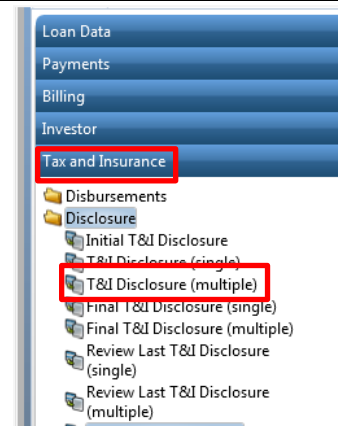 Loan Data
Payments
Billing
Investor
Tax and Insurance
Disbursements
Disclosure
Initial T&I Disclosure
T&I Disclosure (single)
T&I Disclosure (multiple)
Final T&I Disclosure (single)
Final T&I Disclosure (multiple)
Review Last T&I Disclosure
(single)
Review Last T&I Disclosure
(multiple)